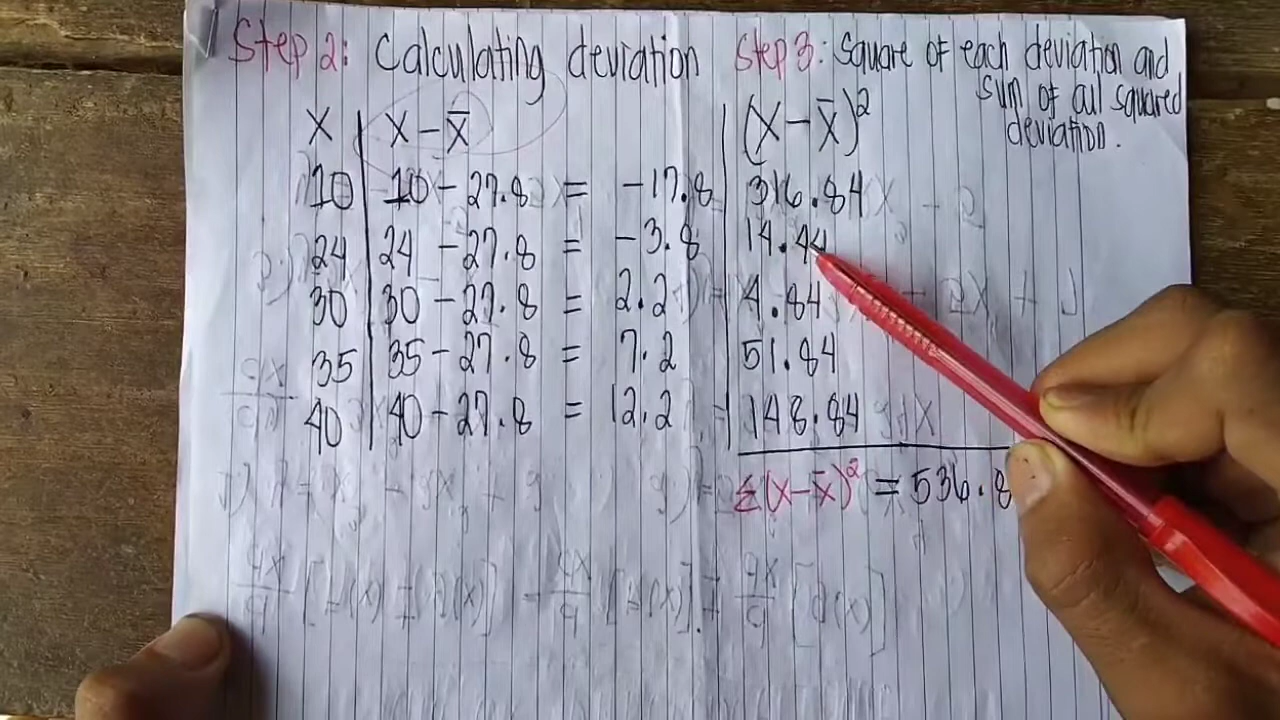 Step 2: Calculating deviation
X | X - x̄
10 | 10 - 27.8 = -17.8
24 | 24 - 27.8 = -3.8
30 | 30 - 27.8 = 2.2
35 | 35 - 27.8 = 7.2
40 | 40 - 27.8 = 12.2
Step 3: Square of each deviation and
sum of all squared
deviation.
(X - x̄)²
316.84
14.44
4.84
51.84
148.84
Σ(x - x̄)² = 536.8